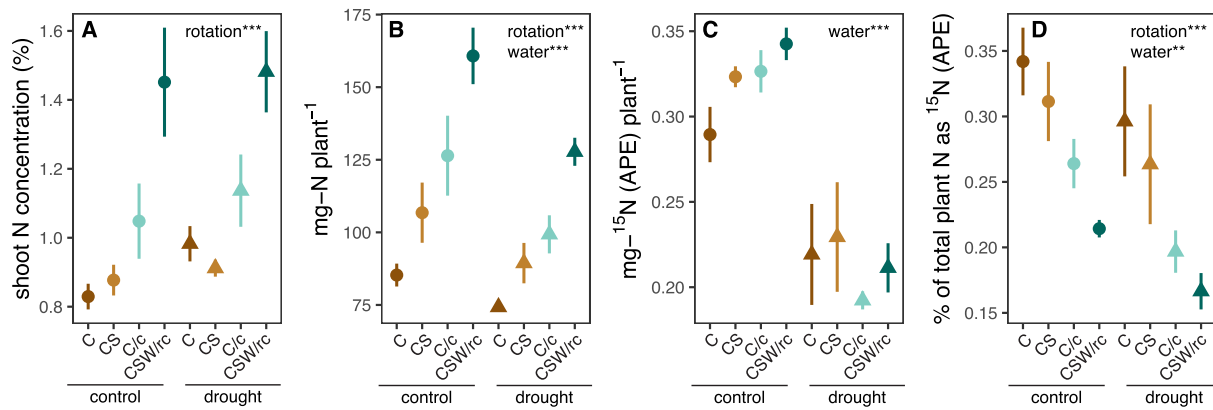 A
rotation***
shoot N concentration (%)
1.6
1.4
1.2
1.0
0.8
C
CS
C/c
CSW/rc
C
CS
C/c
CSW/rc
control
drought
B
rotation***
water***
mg−N plant⁻¹
175
150
125
100
75
C
CS
C/c
CSW/rc
C
CS
C/c
CSW/rc
control
drought
C
water***
mg−¹⁵N (APE) plant⁻¹
0.35
0.30
0.25
0.20
C
CS
C/c
CSW/rc
C
CS
C/c
CSW/rc
control
drought
D
rotation***
water**
% of total plant N as ¹⁵N (APE)
0.35
0.30
0.25
0.20
0.15
C
CS
C/c
CSW/rc
C
CS
C/c
CSW/rc
control
drought